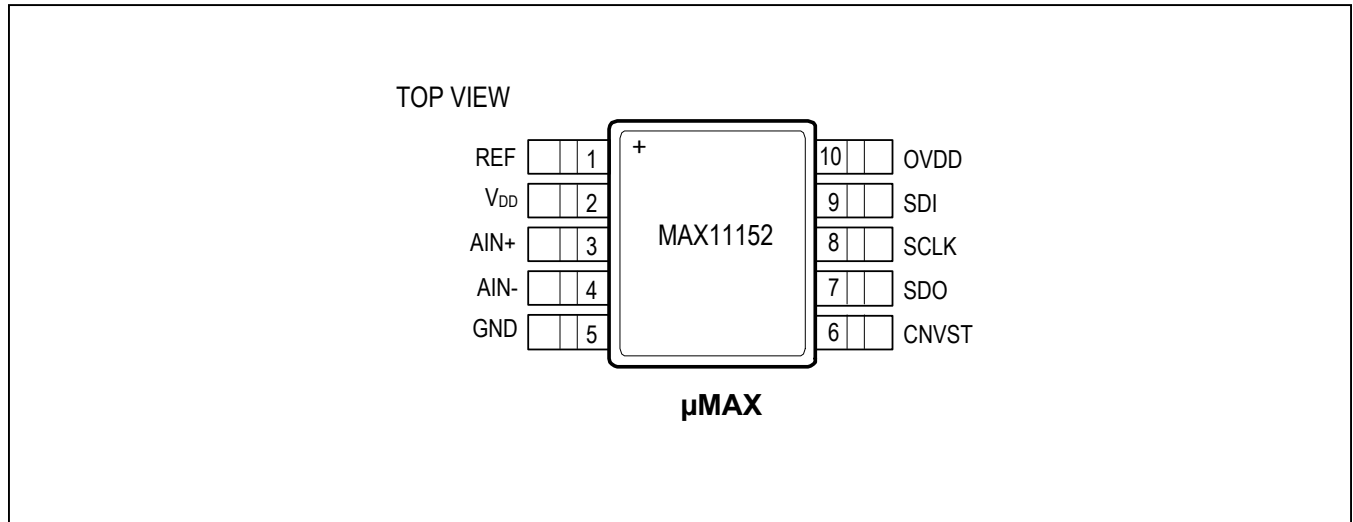 TOP VIEW
REF 1 + 10 OVDD
VDD 2 9 SDI
AIN+ 3 MAX11152 8 SCLK
AIN- 4 7 SDO
GND 5 6 CNVST
µMAX